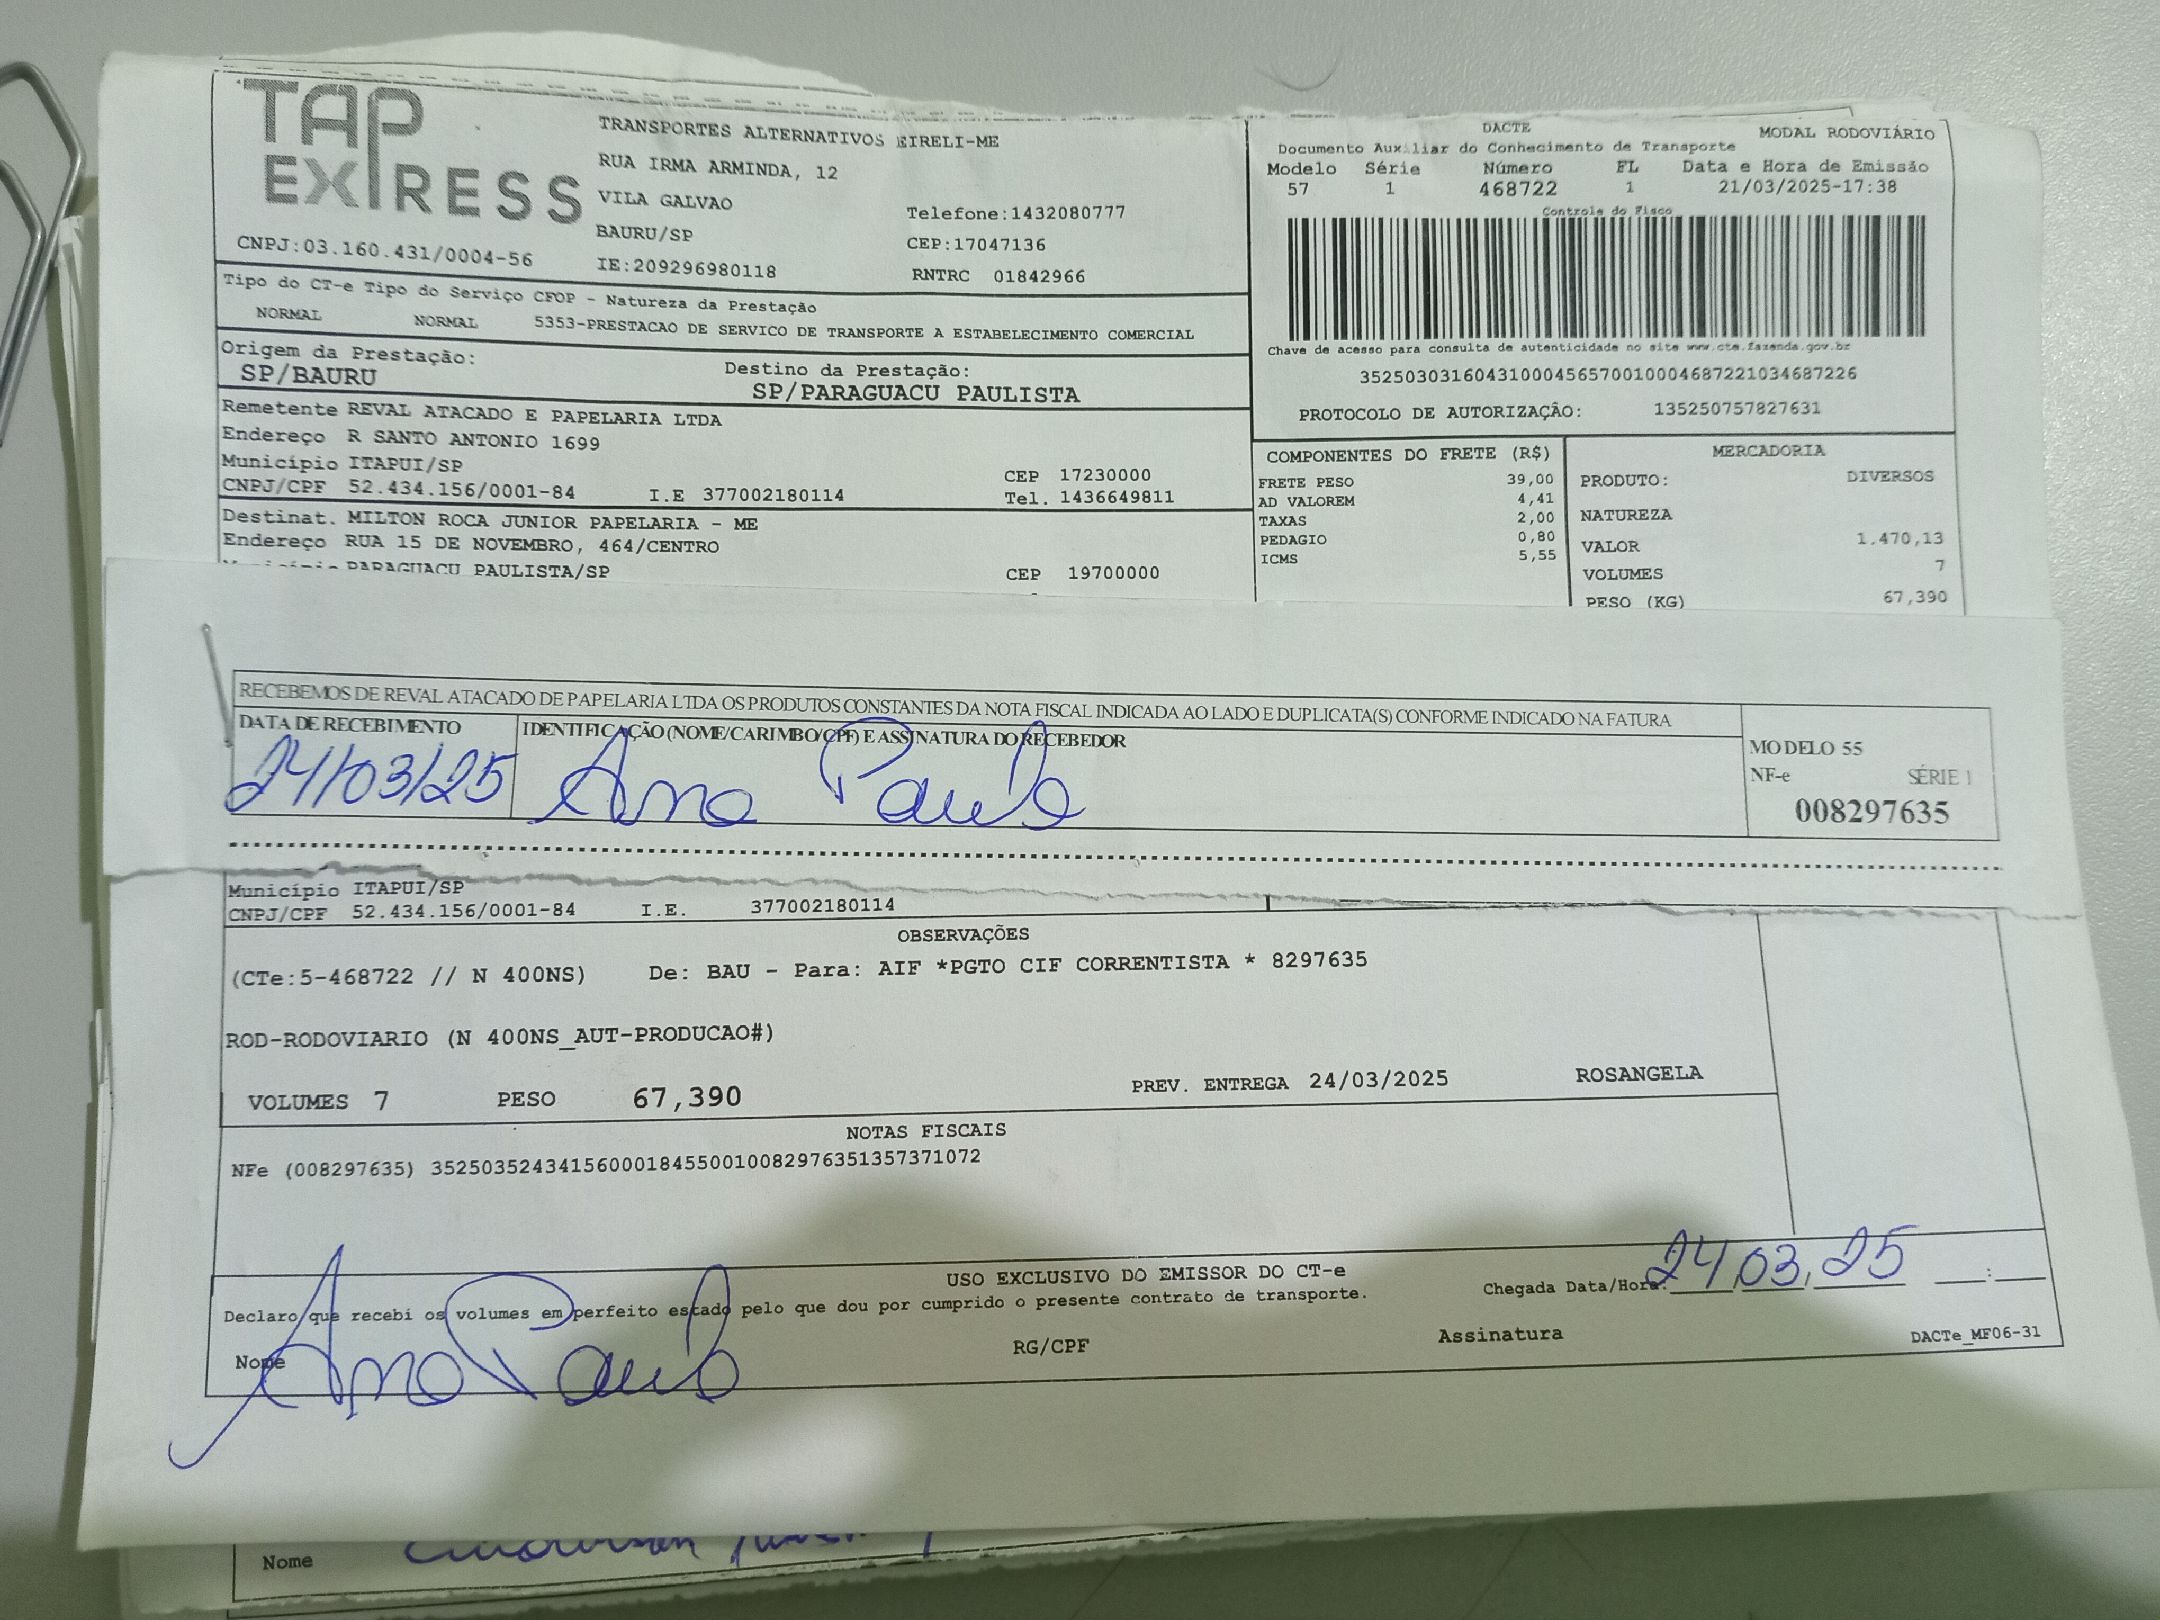 TAP EXPRESS
TRANSPORTES ALTERNATIVOS EIRELI-ME
RUA IRMA ARMINDA, 12
VILA GALVAO
Telefone:1432080777
BAURU/SP
CEP:17047136
CNPJ:03.160.431/0004-56
IE:209296980118
RNTRC 01842966
DACTE
MODAL RODOVIÁRIO
Documento Auxiliar do Conhecimento de Transporte
Modelo Série Número FL Data e Hora de Emissão
57 1 468722 1 21/03/2025-17:38
Controle do Fisco
Chave de acesso para consulta de autenticidade no site www.cte.fazenda.gov.br
35250303160431000456570010004687221034687226
PROTOCOLO DE AUTORIZAÇÃO: 135250757827631
Tipo do CT-e Tipo do Serviço CFOP - Natureza da Prestação
NORMAL NORMAL 5353-PRESTACAO DE SERVICO DE TRANSPORTE A ESTABELECIMENTO COMERCIAL
Origem da Prestação:
SP/BAURU
Destino da Prestação:
SP/PARAGUACU PAULISTA
Remetente REVAL ATACADO E PAPELARIA LTDA
Endereço R SANTO ANTONIO 1699
Município ITAPUI/SP CEP 17230000
CNPJ/CPF 52.434.156/0001-84 I.E 377002180114 Tel. 1436649811
Destinat. MILTON ROCA JUNIOR PAPELARIA - ME
Endereço RUA 15 DE NOVEMBRO, 464/CENTRO
PARAGUACU PAULISTA/SP CEP 19700000
COMPONENTES DO FRETE (R$)
FRETE PESO 39,00
AD VALOREM 4,41
TAXAS 2,00
PEDAGIO 0,80
ICMS 5,55
MERCADORIA
PRODUTO: DIVERSOS
NATUREZA
VALOR 1.470,13
VOLUMES 7
PESO (KG) 67,390
RECEBEMOS DE REVAL ATACADO DE PAPELARIA LTDA OS PRODUTOS CONSTANTES DA NOTA FISCAL INDICADA AO LADO E DUPLICATA(S) CONFORME INDICADO NA FATURA
DATA DE RECEBIMENTO
IDENTIFICAÇÃO (NOME/CARIMBO/CPF) E ASSINATURA DO RECEBEDOR
24/03/25 Ana Paula
MODELO 55
NF-e SÉRIE 1
008297635
Município ITAPUI/SP
CNPJ/CPF 52.434.156/0001-84 I.E. 377002180114
OBSERVAÇÕES
(CTe:5-468722 // N 400NS) De: BAU - Para: AIF *PGTO CIF CORRENTISTA * 8297635
ROD-RODOVIARIO (N 400NS_AUT-PRODUCAO#)
VOLUMES 7 PESO 67,390 PREV. ENTREGA 24/03/2025 ROSANGELA
NOTAS FISCAIS
NFe (008297635) 35250352434156000184550010082976351357371072
USO EXCLUSIVO DO EMISSOR DO CT-e
Declaro que recebi os volumes em perfeito estado pelo que dou por cumprido o presente contrato de transporte.
Chegada Data/Hora: 24,03,25 :
Nome Ana Paula
RG/CPF
Assinatura
DACTe_MF06-31
Nome